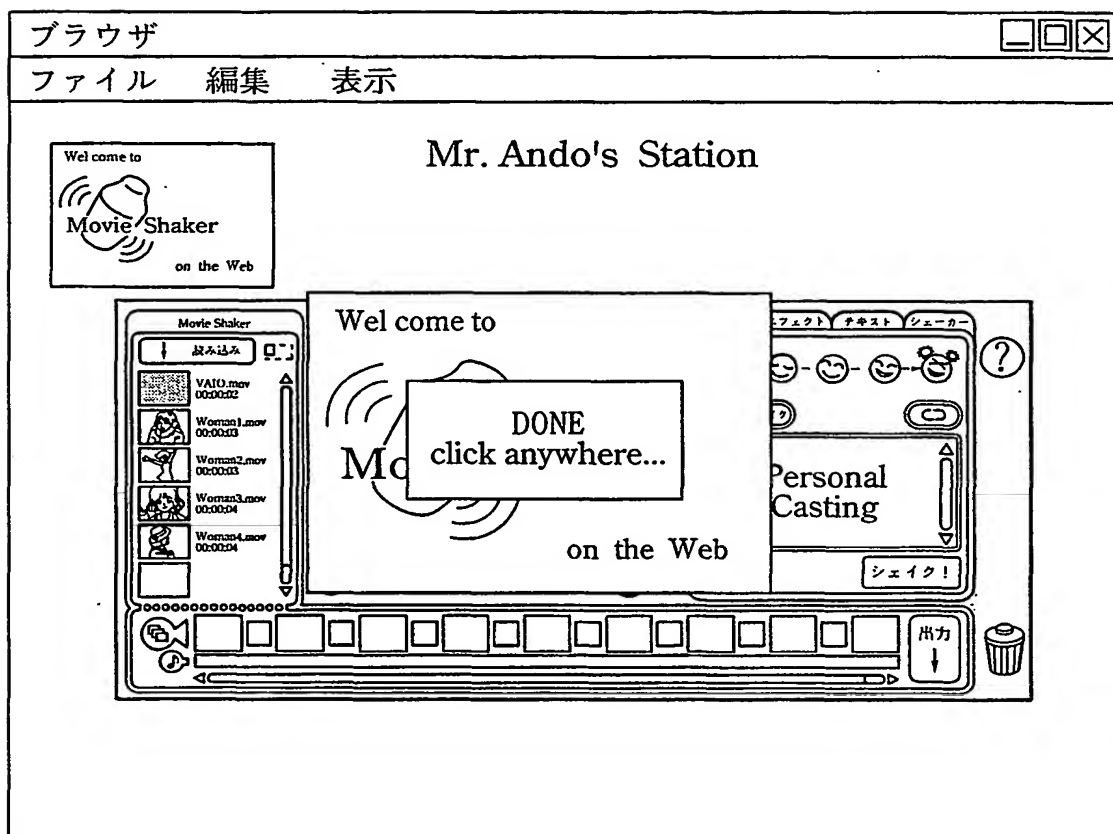 ブラウザ
ファイル 編集 表示
Mr. Ando's Station
Wel come to
Movie Shaker
on the Web
Movie Shaker
読み込み
VAIO.mov
00:00:02
Woman1.mov
00:00:03
Woman2.mov
00:00:03
Woman3.mov
00:00:04
Woman4.mov
00:00:04
Wel come to
Mo
on the Web
DONE
click anywhere...
フェクト テキスト シェーカー
?
Personal
Casting
シェイク!
出力